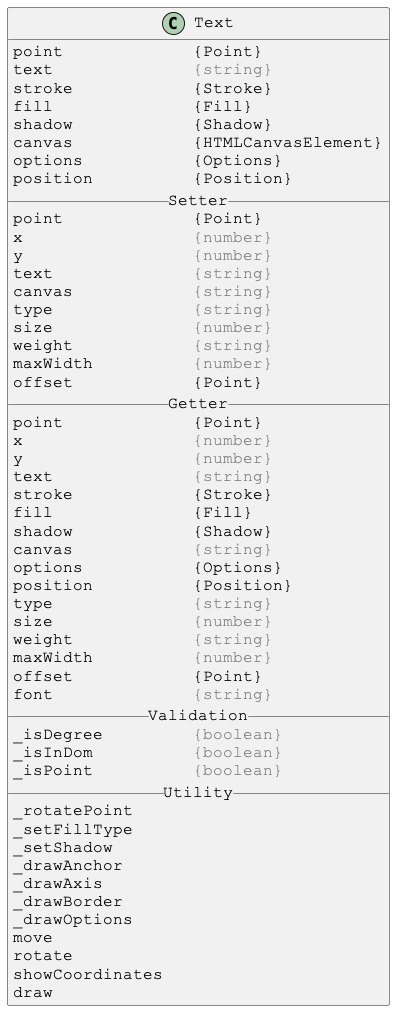 C Text
point {Point}
text {string}
stroke {Stroke}
fill {Fill}
shadow {Shadow}
canvas {HTMLCanvasElement}
options {Options}
position {Position}
Setter
point {Point}
x {number}
y {number}
text {string}
canvas {string}
type {string}
size {number}
weight {string}
maxWidth {number}
offset {Point}
Getter
point {Point}
x {number}
y {number}
text {string}
stroke {Stroke}
fill {Fill}
shadow {Shadow}
canvas {string}
options {Options}
position {Position}
type {string}
size {number}
weight {string}
maxWidth {number}
offset {Point}
font {string}
Validation
_isDegree {boolean}
_isInDom {boolean}
_isPoint {boolean}
Utility
_rotatePoint
_setFillType
_setShadow
_drawAnchor
_drawAxis
_drawBorder
_drawOptions
move
rotate
showCoordinates
draw